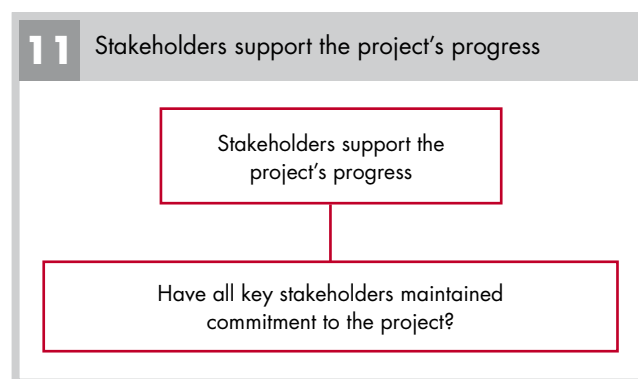 11 Stakeholders support the project’s progress
Stakeholders support the
project’s progress
Have all key stakeholders maintained
commitment to the project?